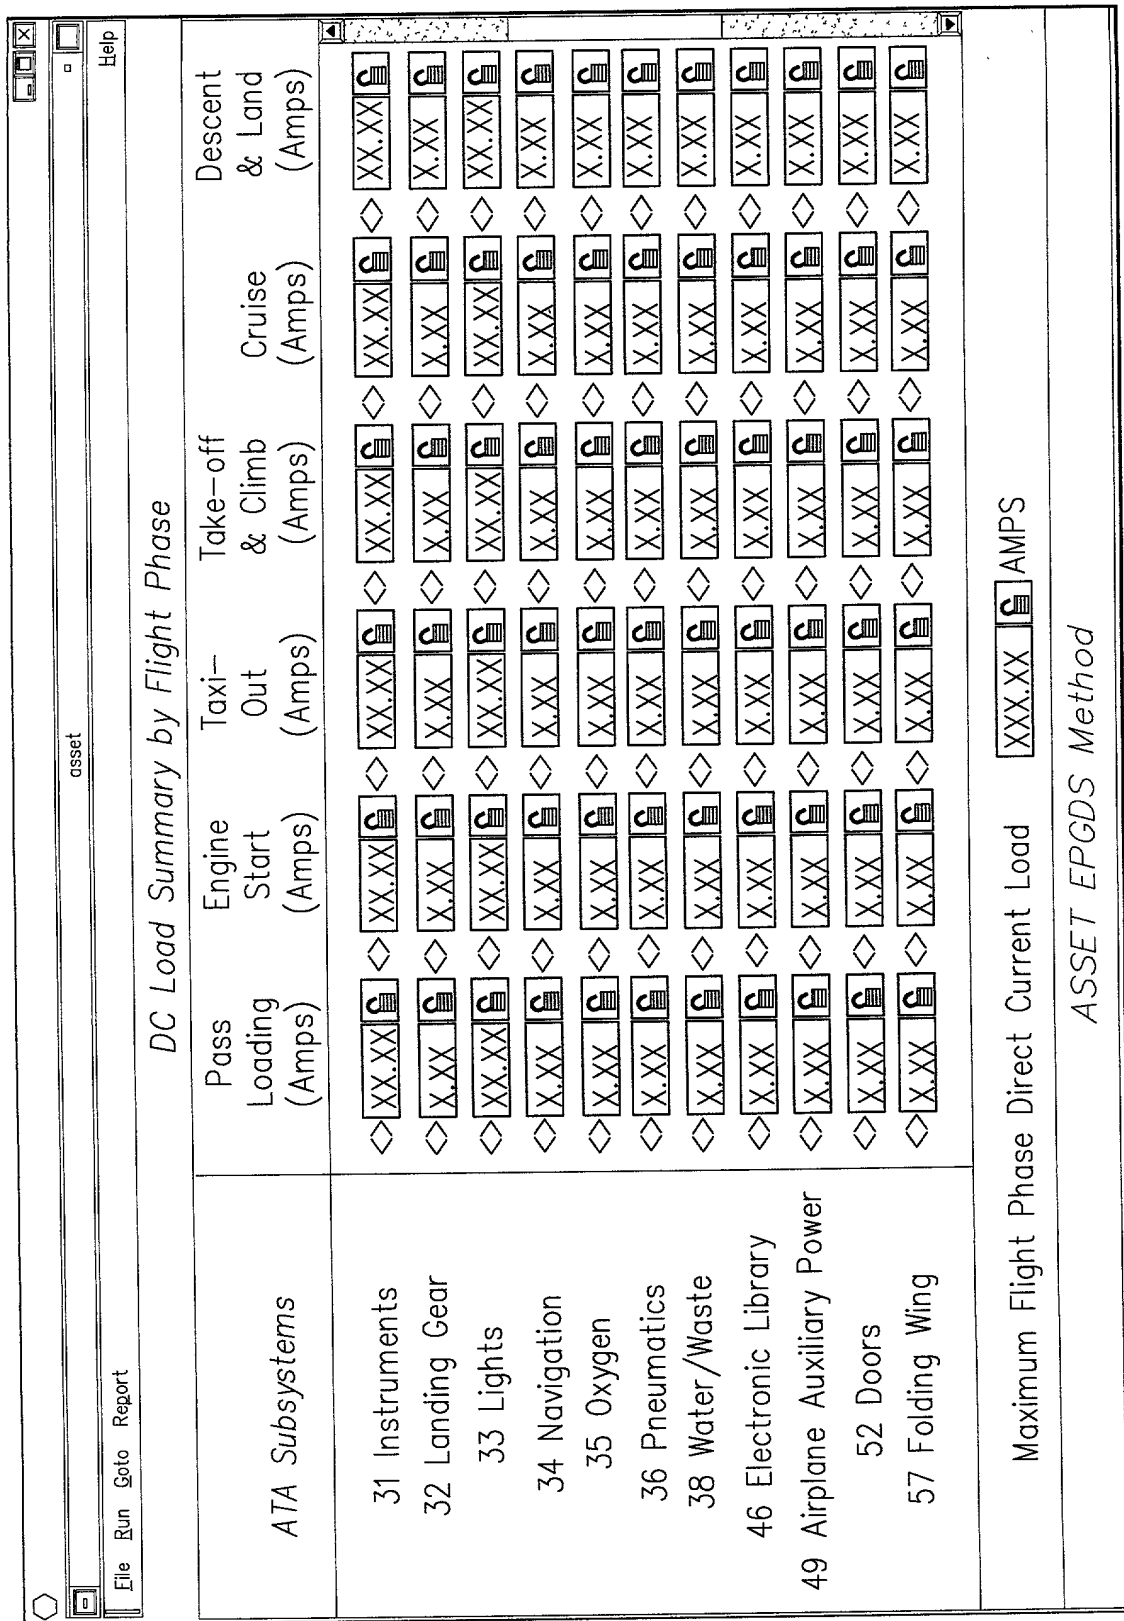 asset
File Run Goto Report Help
DC Load Summary by Flight Phase
ATA Subsystems
Pass Loading (Amps)
Engine Start (Amps)
Taxi-Out (Amps)
Take-off & Climb (Amps)
Cruise (Amps)
Descent & Land (Amps)
31 Instruments XX.XX XX.XX XX.XX XX.XX XX.XX XX.XX
32 Landing Gear X.XX X.XX X.XX X.XX X.XX X.XX
33 Lights XX.XX XX.XX XX.XX XX.XX XX.XX XX.XX
34 Navigation X.XX X.XX X.XX X.XX X.XX X.XX
35 Oxygen X.XX X.XX X.XX X.XX X.XX X.XX
36 Pneumatics X.XX X.XX X.XX X.XX X.XX X.XX
38 Water/Waste X.XX X.XX X.XX X.XX X.XX X.XX
46 Electronic Library X.XX X.XX X.XX X.XX X.XX X.XX
49 Airplane Auxiliary Power X.XX X.XX X.XX X.XX X.XX X.XX
52 Doors X.XX X.XX X.XX X.XX X.XX X.XX
57 Folding Wing X.XX X.XX X.XX X.XX X.XX X.XX
Maximum Flight Phase Direct Current Load XXX.XX AMPS
ASSET EPGDS Method